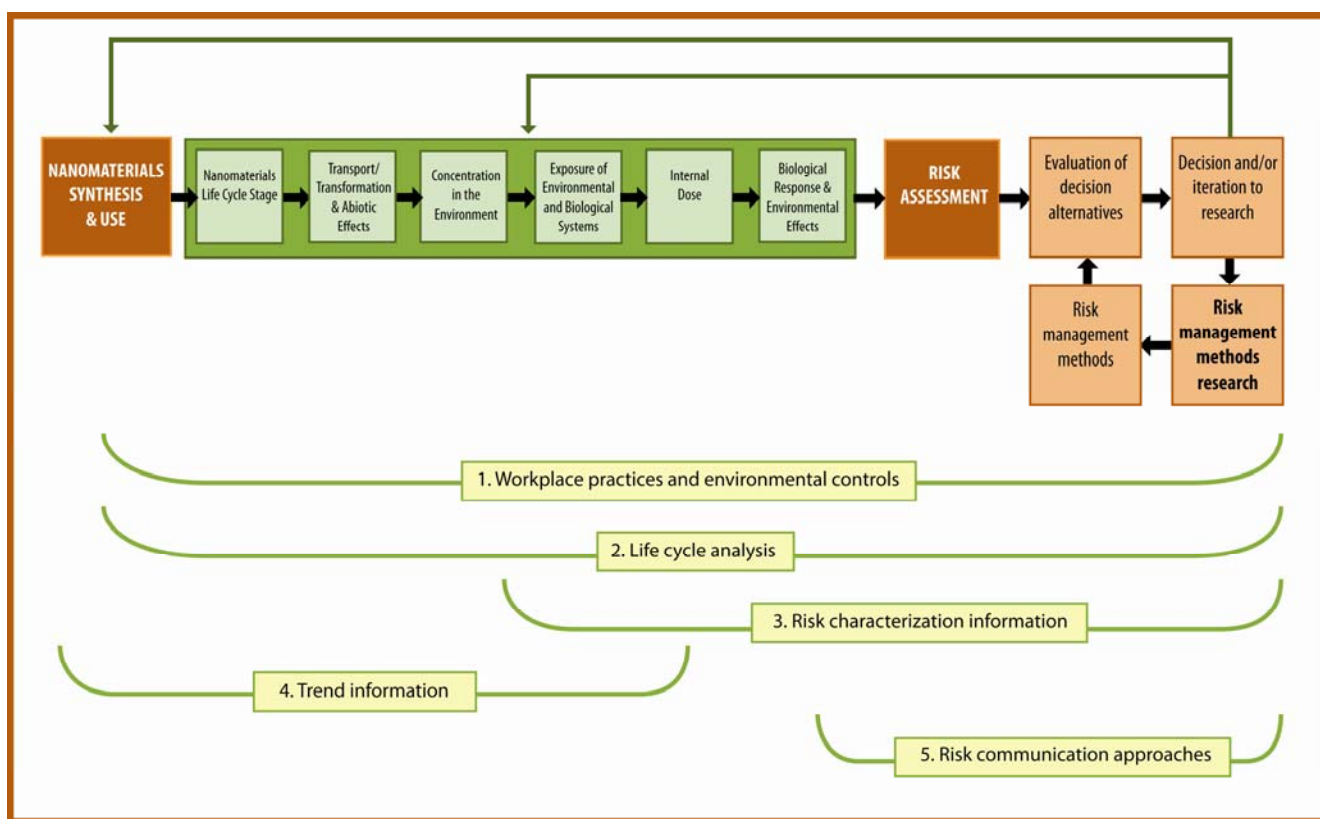 NANOMATERIALS
SYNTHESIS
& USE
Nanomaterials
Life Cycle Stage
Transport/
Transformation
& Abiotic
Effects
Concentration
in the
Environment
Exposure of
Environmental
and Biological
Systems
Internal
Dose
Biological
Response &
Environmental
Effects
RISK
ASSESSMENT
Evaluation of
decision
alternatives
Decision and/or
iteration to
research
Risk
management
methods
Risk
management
methods
research
1. Workplace practices and environmental controls
2. Life cycle analysis
3. Risk characterization information
4. Trend information
5. Risk communication approaches